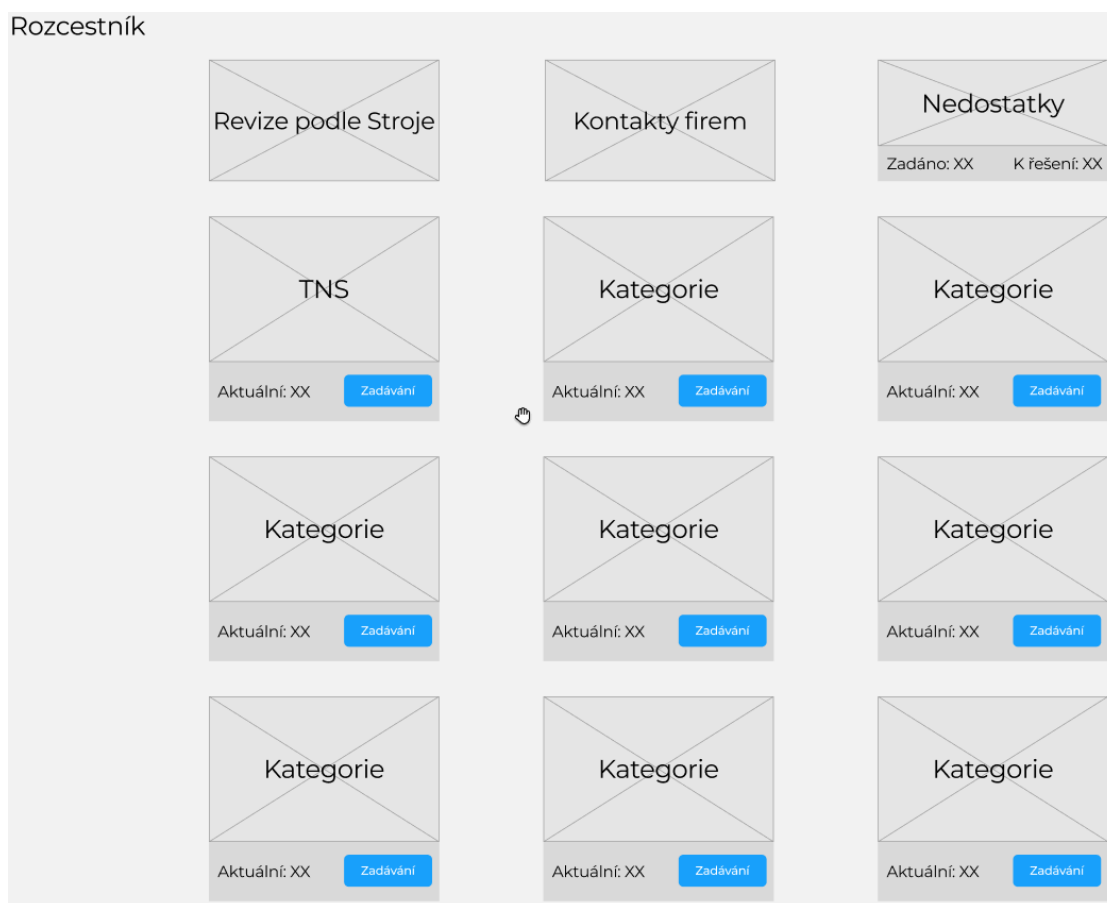 Rozcestník
Revize podle Stroje
Kontakty firem
Nedostatky
Zadáno: XX K řešení: XX
TNS
Kategorie
Kategorie
Aktuální: XX Zadávání
Aktuální: XX Zadávání
Aktuální: XX Zadávání
Kategorie
Kategorie
Kategorie
Aktuální: XX Zadávání
Aktuální: XX Zadávání
Aktuální: XX Zadávání
Kategorie
Kategorie
Kategorie
Aktuální: XX Zadávání
Aktuální: XX Zadávání
Aktuální: XX Zadávání